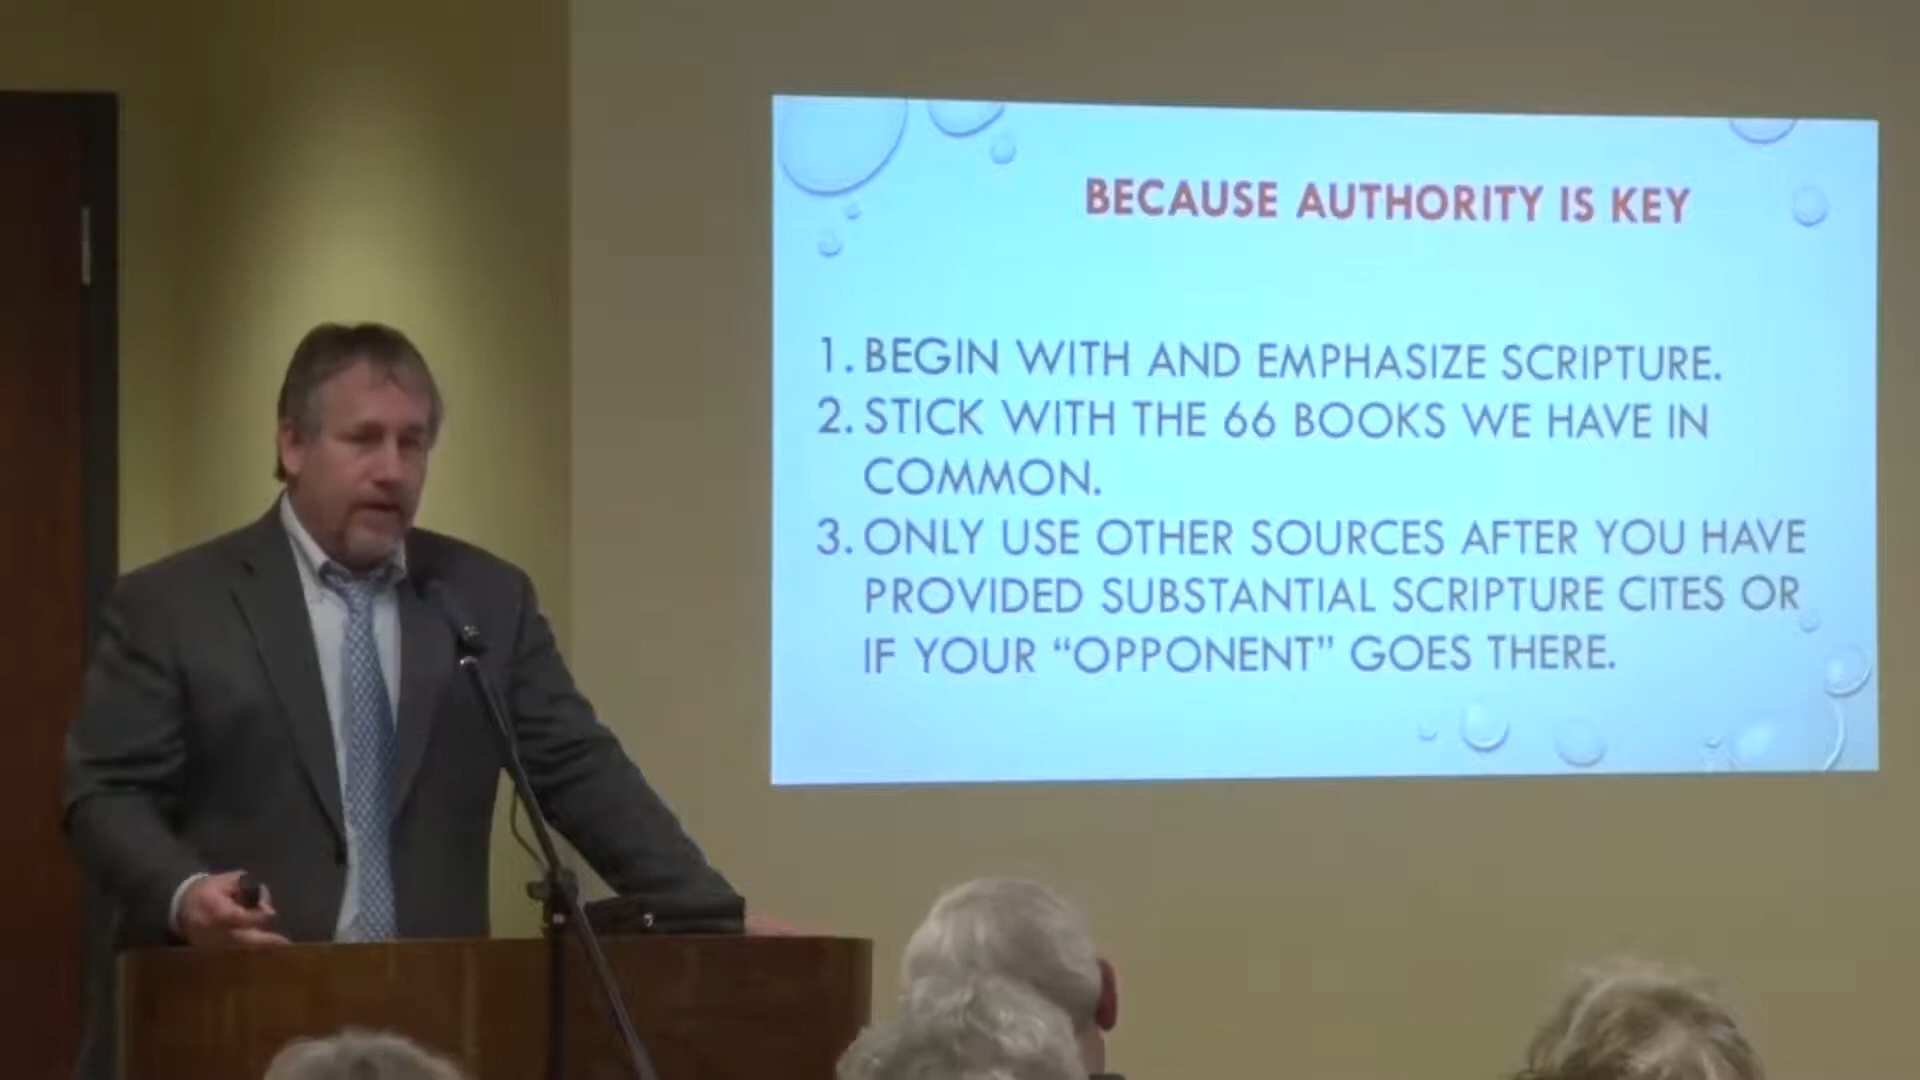 BECAUSE AUTHORITY IS KEY
1. BEGIN WITH AND EMPHASIZE SCRIPTURE.
2. STICK WITH THE 66 BOOKS WE HAVE IN
COMMON.
3. ONLY USE OTHER SOURCES AFTER YOU HAVE
PROVIDED SUBSTANTIAL SCRIPTURE CITES OR
IF YOUR “OPPONENT” GOES THERE.